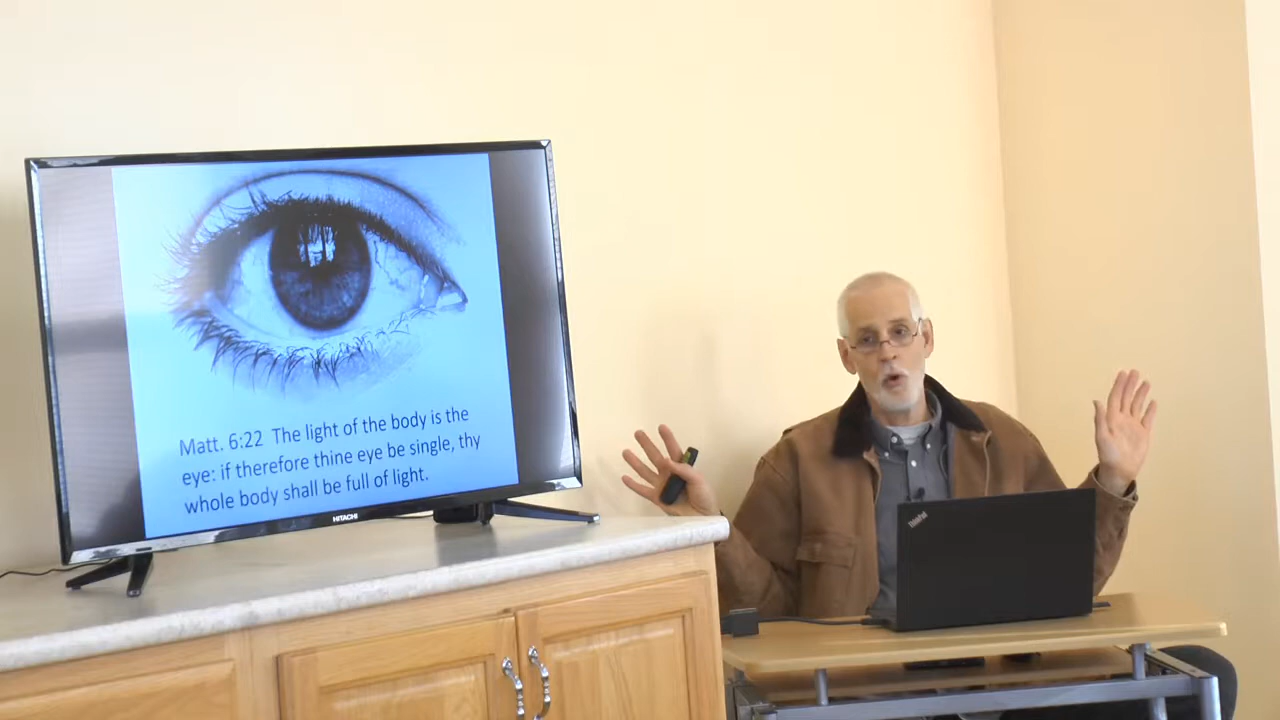 Matt. 6:22 The light of the body is the
eye: if therefore thine eye be single, thy
whole body shall be full of light.
HITACHI
ThinkPad